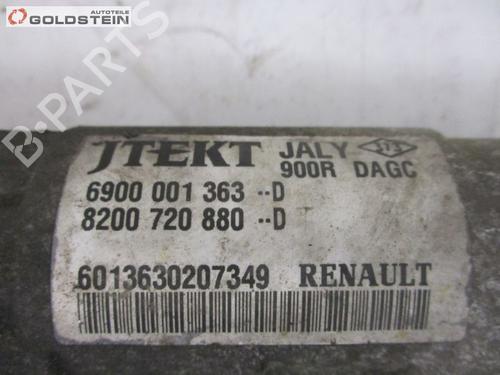 AUTOTEILE
GOLDSTEIN
B-PARTS
JTEKT JALY
900R DAGC
6900 001 363 --D
8200 720 880 --D
6013630207349 RENAULT